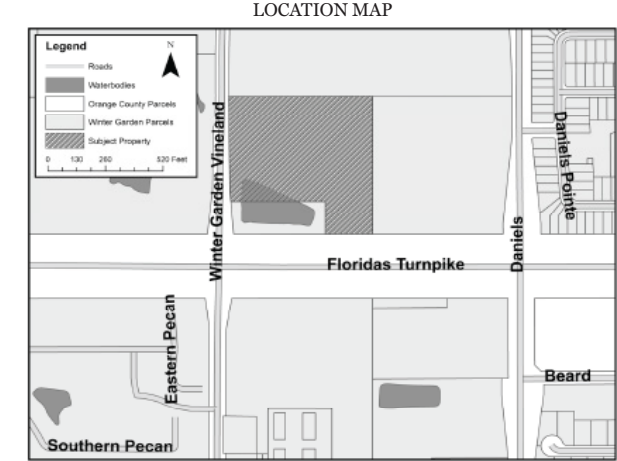 LOCATION MAP
Legend
N
Roads
Waterbodies
Orange County Parcels
Winter Garden Parcels
Subject Property
0 130 260 520 Feet
Winter Garden Vineland
Daniels Pointe
Daniels
Floridas Turnpike
Eastern Pecan
Beard
Southern Pecan